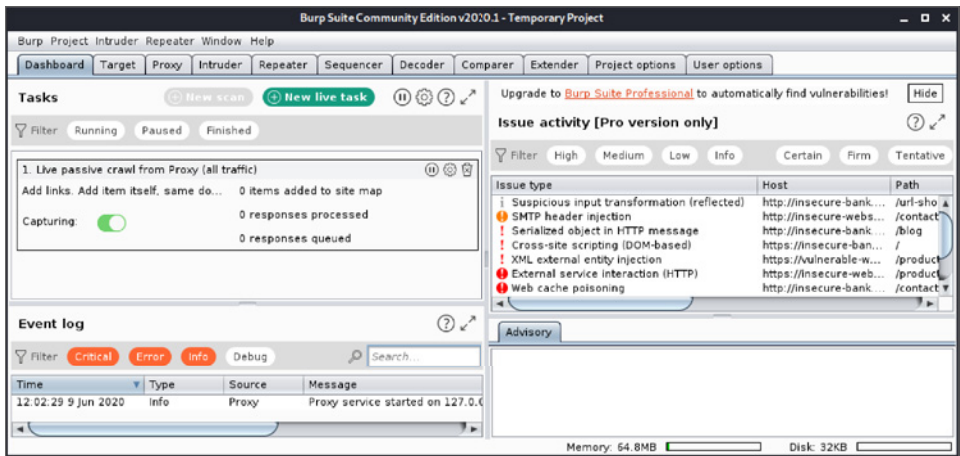 Burp Suite Community Edition v2020.1 - Temporary Project
Burp Project Intruder Repeater Window Help
Dashboard Target Proxy Intruder Repeater Sequencer Decoder Comparer Extender Project options User options
Tasks
New scan
New live task
Filter Running Paused Finished
1. Live passive crawl from Proxy (all traffic)
Add links. Add item itself, same do... 0 items added to site map
0 responses processed
Capturing:
0 responses queued
Event log
Filter Critical Error Info Debug Search...
Time Type Source Message
12:02:29 9 Jun 2020 Info Proxy Proxy service started on 127.0.0
Upgrade to Burp Suite Professional to automatically find vulnerabilities! Hide
Issue activity [Pro version only]
Filter High Medium Low Info Certain Firm Tentative
Issue type Host Path
Suspicious input transformation (reflected) http://insecure-bank.... /url-sho
SMTP header injection http://insecure-webs... /contact
Serialized object in HTTP message http://insecure-bank.... /blog
Cross-site scripting (DOM-based) https://insecure-ban... /
XML external entity injection https://vulnerable-w... /product
External service interaction (HTTP) https://insecure-web... /product
Web cache poisoning http://insecure-bank.... /contact
Advisory
Memory: 64.8MB Disk: 32KB